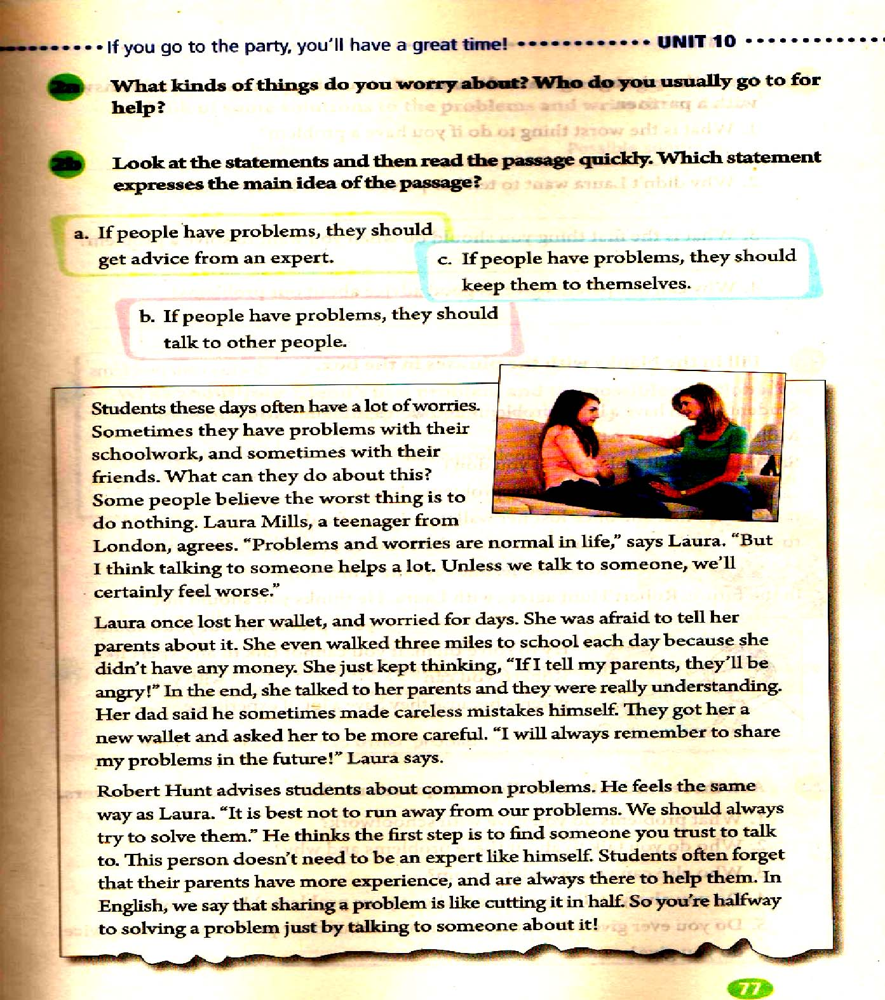 If you go to the party, you'll have a great time! UNIT 10
2a What kinds of things do you worry about? Who do you usually go to for
help?
2b Look at the statements and then read the passage quickly. Which statement
expresses the main idea of the passage?
a. If people have problems, they should
get advice from an expert.
c. If people have problems, they should
keep them to themselves.
b. If people have problems, they should
talk to other people.
Students these days often have a lot of worries.
Sometimes they have problems with their
schoolwork, and sometimes with their
friends. What can they do about this?
Some people believe the worst thing is to
do nothing. Laura Mills, a teenager from
London, agrees. “Problems and worries are normal in life,” says Laura. “But
I think talking to someone helps a lot. Unless we talk to someone, we'll
certainly feel worse.”
Laura once lost her wallet, and worried for days. She was afraid to tell her
parents about it. She even walked three miles to school each day because she
didn't have any money. She just kept thinking, “If I tell my parents, they'll be
angry!” In the end, she talked to her parents and they were really understanding.
Her dad said he sometimes made careless mistakes himself. They got her a
new wallet and asked her to be more careful. “I will always remember to share
my problems in the future!” Laura says.
Robert Hunt advises students about common problems. He feels the same
way as Laura. “It is best not to run away from our problems. We should always
try to solve them.” He thinks the first step is to find someone you trust to talk
to. This person doesn't need to be an expert like himself. Students often forget
that their parents have more experience, and are always there to help them. In
English, we say that sharing a problem is like cutting it in half. So you're halfway
to solving a problem just by talking to someone about it!
77